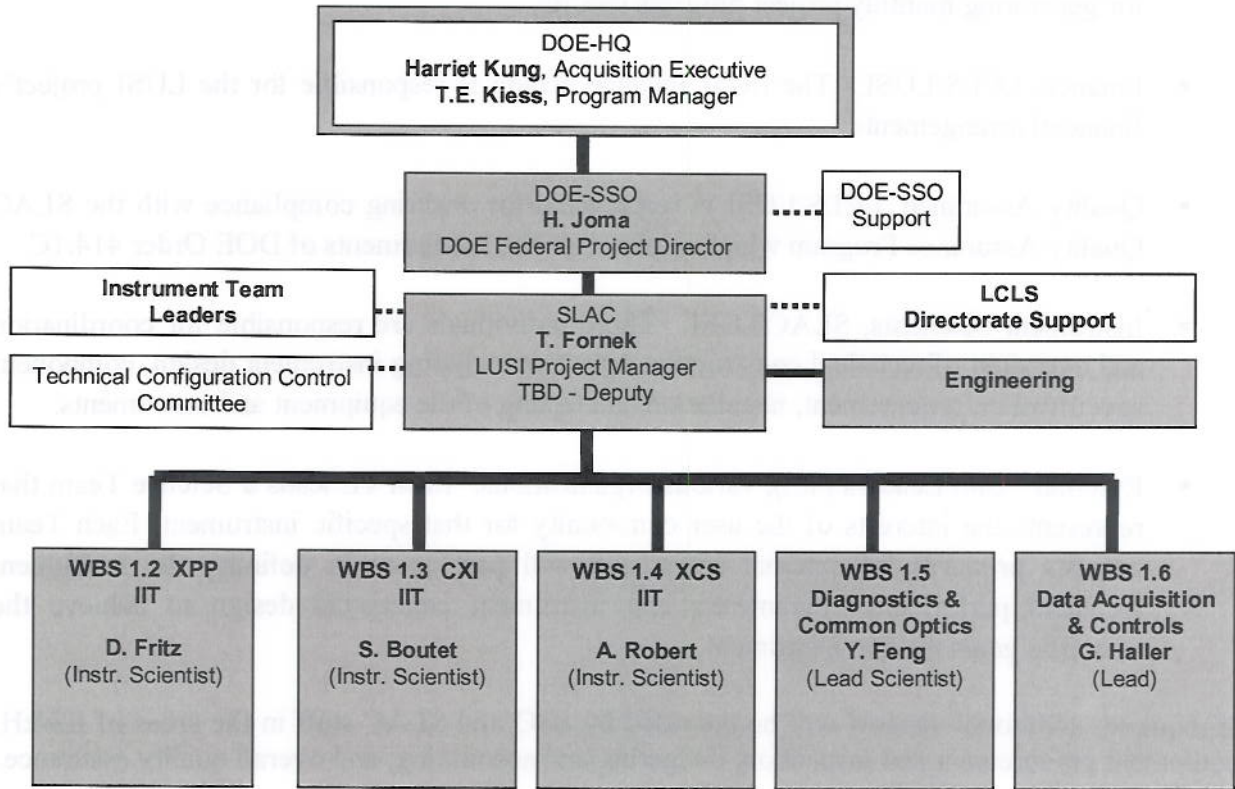 DOE-HQ
Harriet Kung, Acquisition Executive
T.E. Kiess, Program Manager
DOE-SSO
H. Joma
DOE Federal Project Director
DOE-SSO
Support
Instrument Team
Leaders
Technical Configuration Control
Committee
SLAC
T. Fornek
LUSI Project Manager
TBD - Deputy
LCLS
Directorate Support
Engineering
WBS 1.2 XPP
IIT
D. Fritz
(Instr. Scientist)
WBS 1.3 CXI
IIT
S. Boutet
(Instr. Scientist)
WBS 1.4 XCS
IIT
A. Robert
(Instr. Scientist)
WBS 1.5
Diagnostics &
Common Optics
Y. Feng
(Lead Scientist)
WBS 1.6
Data Acquisition
& Controls
G. Haller
(Lead)